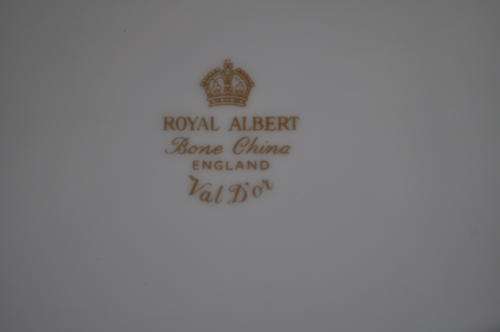 ROYAL ALBERT
Bone China
ENGLAND
Val D'or